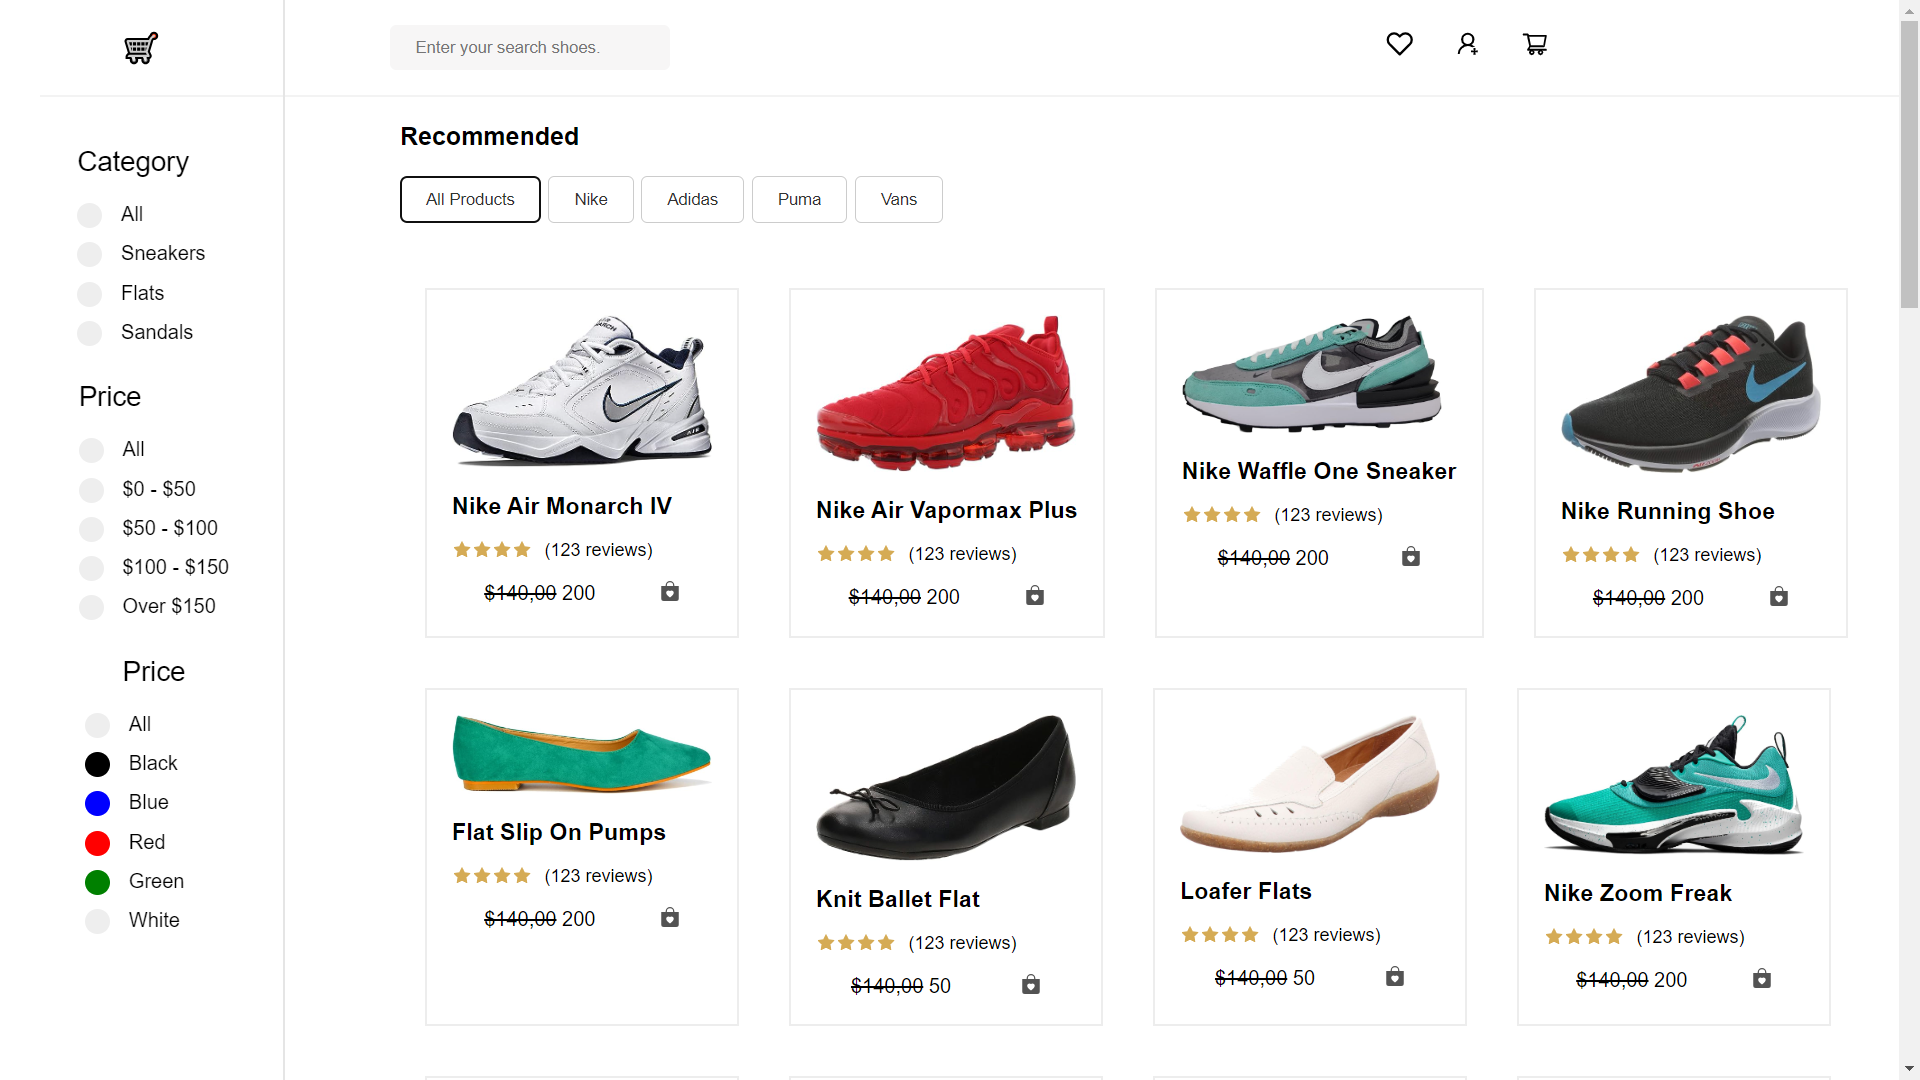 Enter your search shoes.
Category
All
Sneakers
Flats
Sandals
Price
All
$0 - $50
$50 - $100
$100 - $150
Over $150
Price
All
Black
Blue
Red
Green
White
Recommended
All Products
Nike
Adidas
Puma
Vans
Nike Air Monarch IV
(123 reviews)
$140,00 200
Nike Air Vapormax Plus
(123 reviews)
$140,00 200
Nike Waffle One Sneaker
(123 reviews)
$140,00 200
Nike Running Shoe
(123 reviews)
$140,00 200
Flat Slip On Pumps
(123 reviews)
$140,00 200
Knit Ballet Flat
(123 reviews)
$140,00 50
Loafer Flats
(123 reviews)
$140,00 50
Nike Zoom Freak
(123 reviews)
$140,00 200